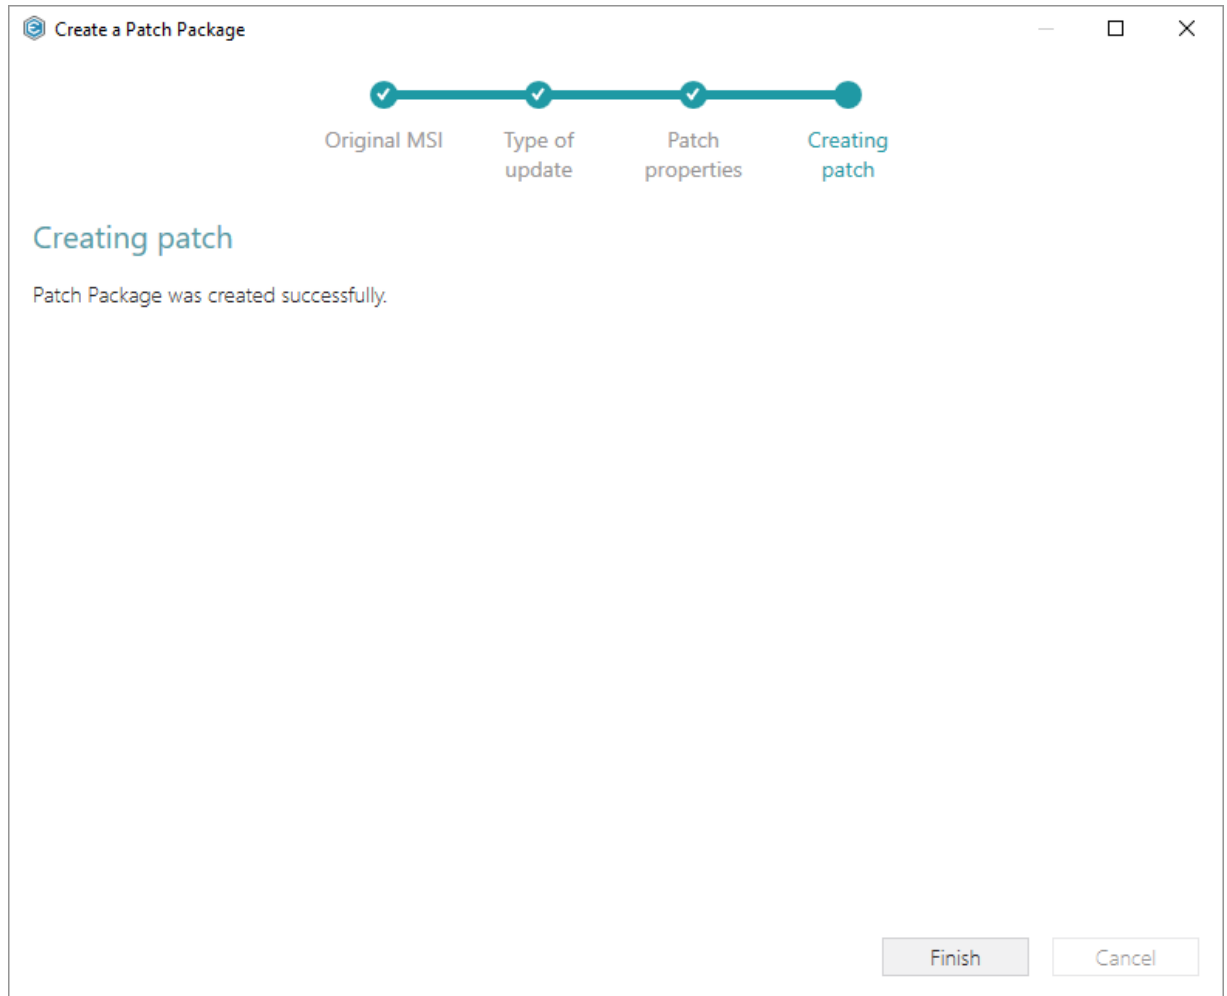 Create a Patch Package
Original MSI
Type of
update
Patch
properties
Creating
patch
Creating patch
Patch Package was created successfully.
Finish
Cancel